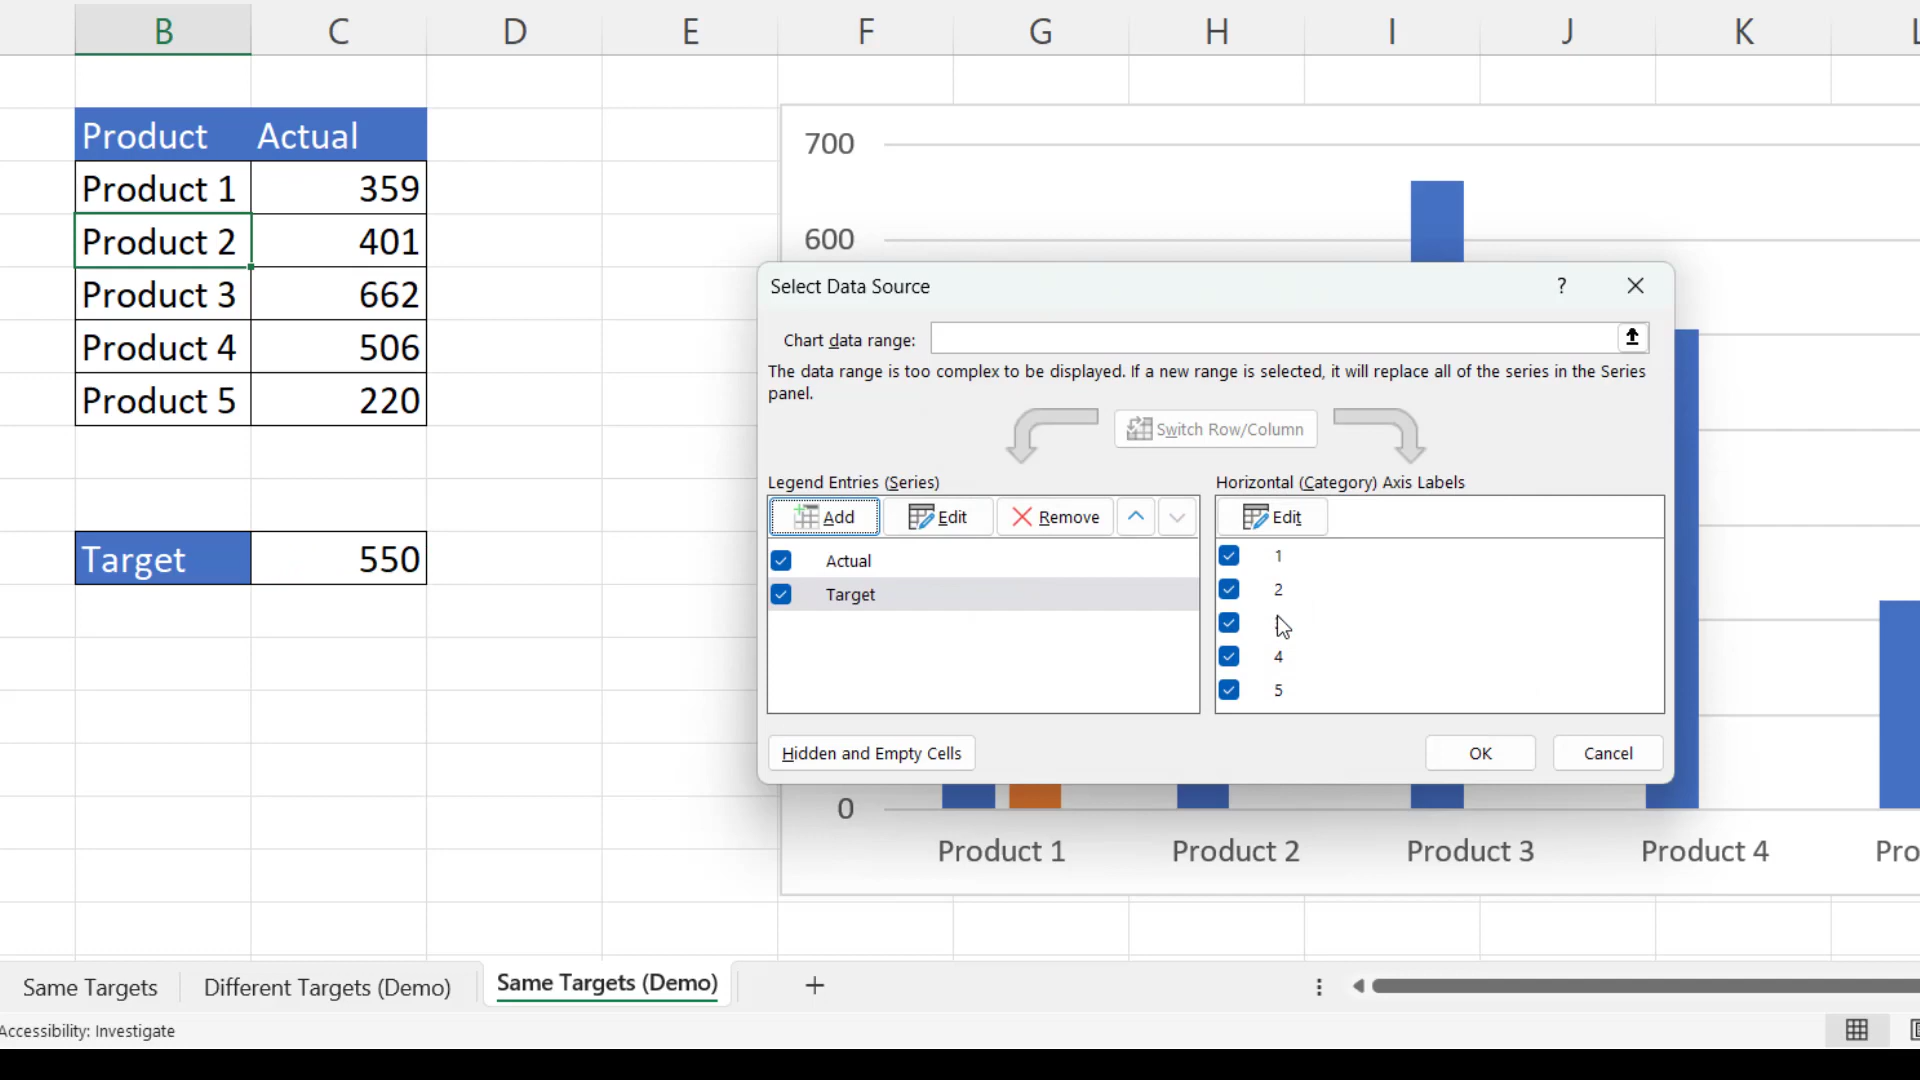 B C D E F G H I J K L
Product Actual
Product 1 359
Product 2 401
Product 3 662
Product 4 506
Product 5 220
Target 550
700
600
Select Data Source ? ×
Chart data range:
The data range is too complex to be displayed. If a new range is selected, it will replace all of the series in the Series
panel.
Switch Row/Column
Legend Entries (Series)
Add Edit Remove
Actual
Target
Horizontal (Category) Axis Labels
Edit
1
2
4
5
Hidden and Empty Cells OK Cancel
0
Product 1 Product 2 Product 3 Product 4 Pro
Same Targets Different Targets (Demo) Same Targets (Demo) +
Accessibility: Investigate